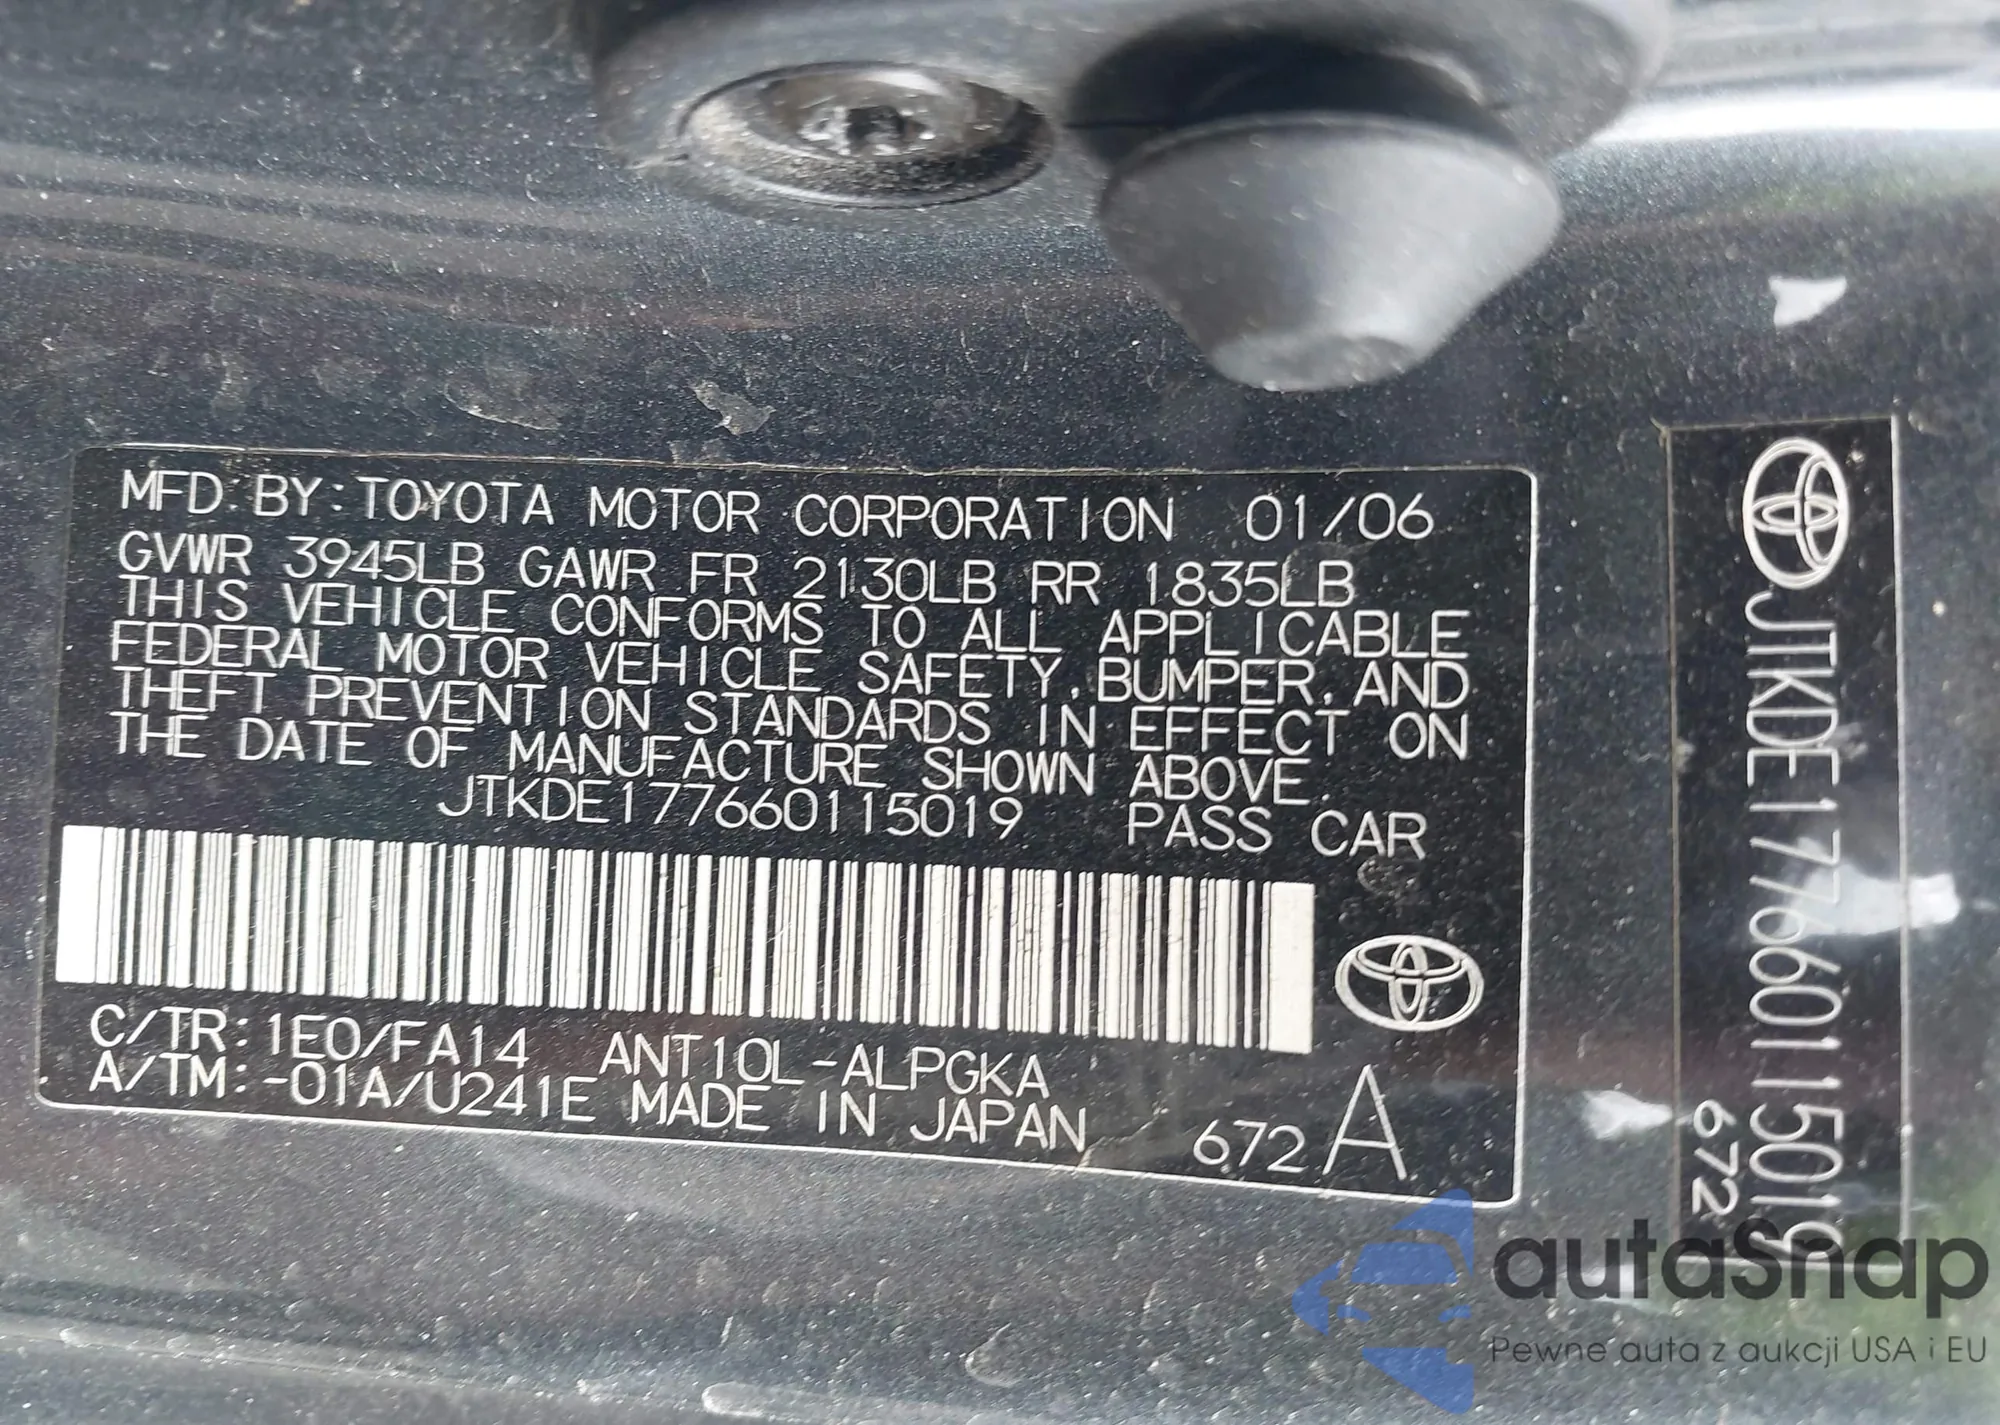 MFD. BY: TOYOTA MOTOR CORPORATION 01/06
GVWR 3945LB GAWR FR 2130LB RR 1835LB
THIS VEHICLE CONFORMS TO ALL APPLICABLE
FEDERAL MOTOR VEHICLE SAFETY, BUMPER, AND
THEFT PREVENTION STANDARDS IN EFFECT ON
THE DATE OF MANUFACTURE SHOWN ABOVE.
JTKDE177660115019 PASS CAR
C/TR: 1E0/FA14 ANT10L-ALPGKA
A/TM: -01A/U241E MADE IN JAPAN
672 A
JTKDE177660115019
672
autaSnap
Pewne auta z aukcji USA i EU